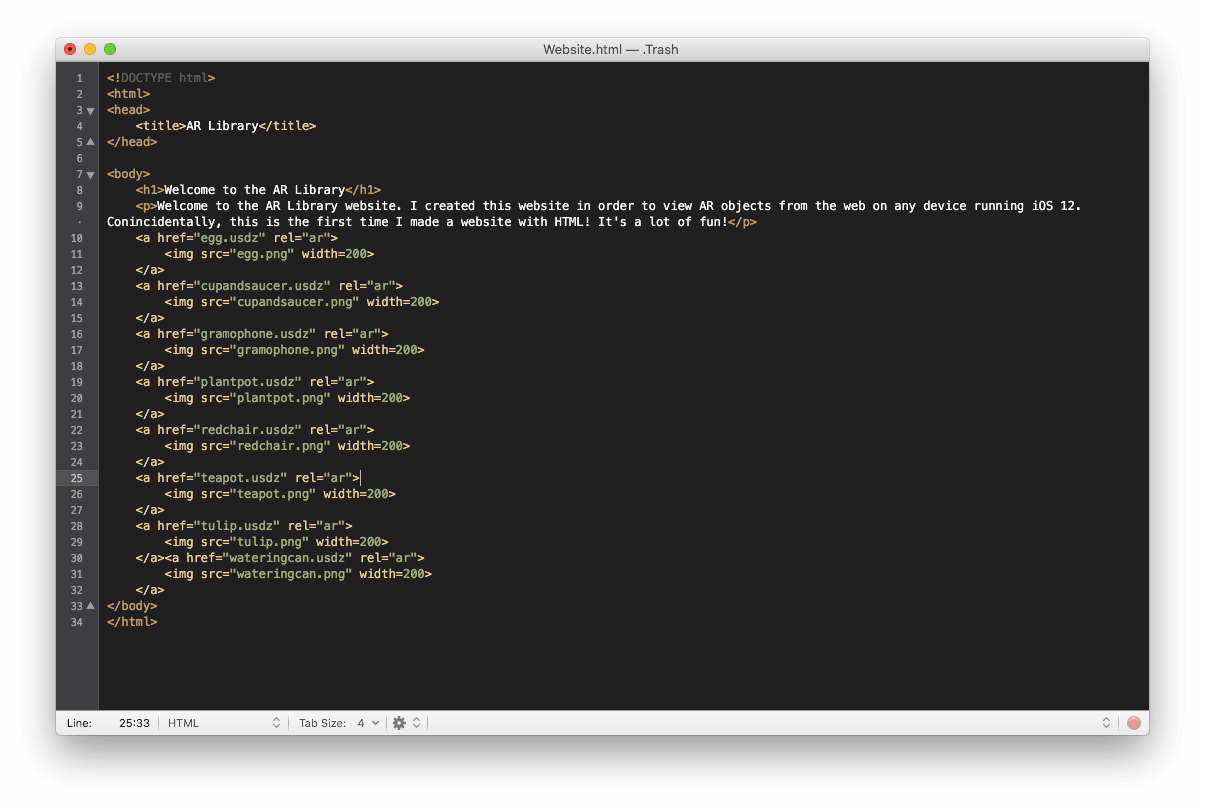 Website.html — .Trash
1 <!DOCTYPE html>
2 <html>
3 <head>
4 <title>AR Library</title>
5 </head>
6
7 <body>
8 <h1>Welcome to the AR Library</h1>
9 <p>Welcome to the AR Library website. I created this website in order to view AR objects from the web on any device running iOS 12.
· Conincidentally, this is the first time I made a website with HTML! It's a lot of fun!</p>
10 <a href="egg.usdz" rel="ar">
11 <img src="egg.png" width=200>
12 </a>
13 <a href="cupandsaucer.usdz" rel="ar">
14 <img src="cupandsaucer.png" width=200>
15 </a>
16 <a href="gramophone.usdz" rel="ar">
17 <img src="gramophone.png" width=200>
18 </a>
19 <a href="plantpot.usdz" rel="ar">
20 <img src="plantpot.png" width=200>
21 </a>
22 <a href="redchair.usdz" rel="ar">
23 <img src="redchair.png" width=200>
24 </a>
25 <a href="teapot.usdz" rel="ar">
26 <img src="teapot.png" width=200>
27 </a>
28 <a href="tulip.usdz" rel="ar">
29 <img src="tulip.png" width=200>
30 </a><a href="wateringcan.usdz" rel="ar">
31 <img src="wateringcan.png" width=200>
32 </a>
33 </body>
34 </html>
Line: 25:33 HTML Tab Size: 4